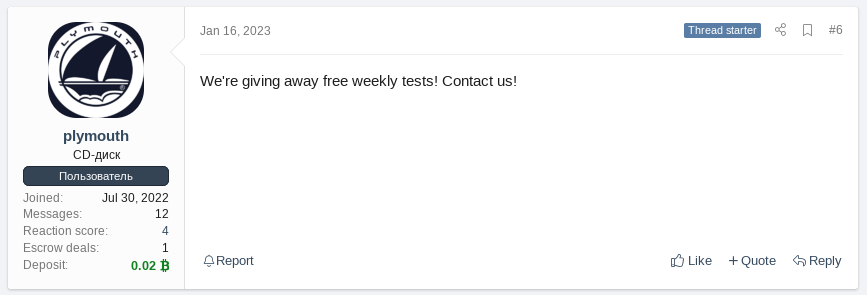 PLYMOUTH
®
plymouth
CD-диск
Пользователь
Joined: Jul 30, 2022
Messages: 12
Reaction score: 4
Escrow deals: 1
Deposit: 0.02 ₿
Jan 16, 2023 Thread starter #6
We're giving away free weekly tests! Contact us!
Report Like Quote Reply